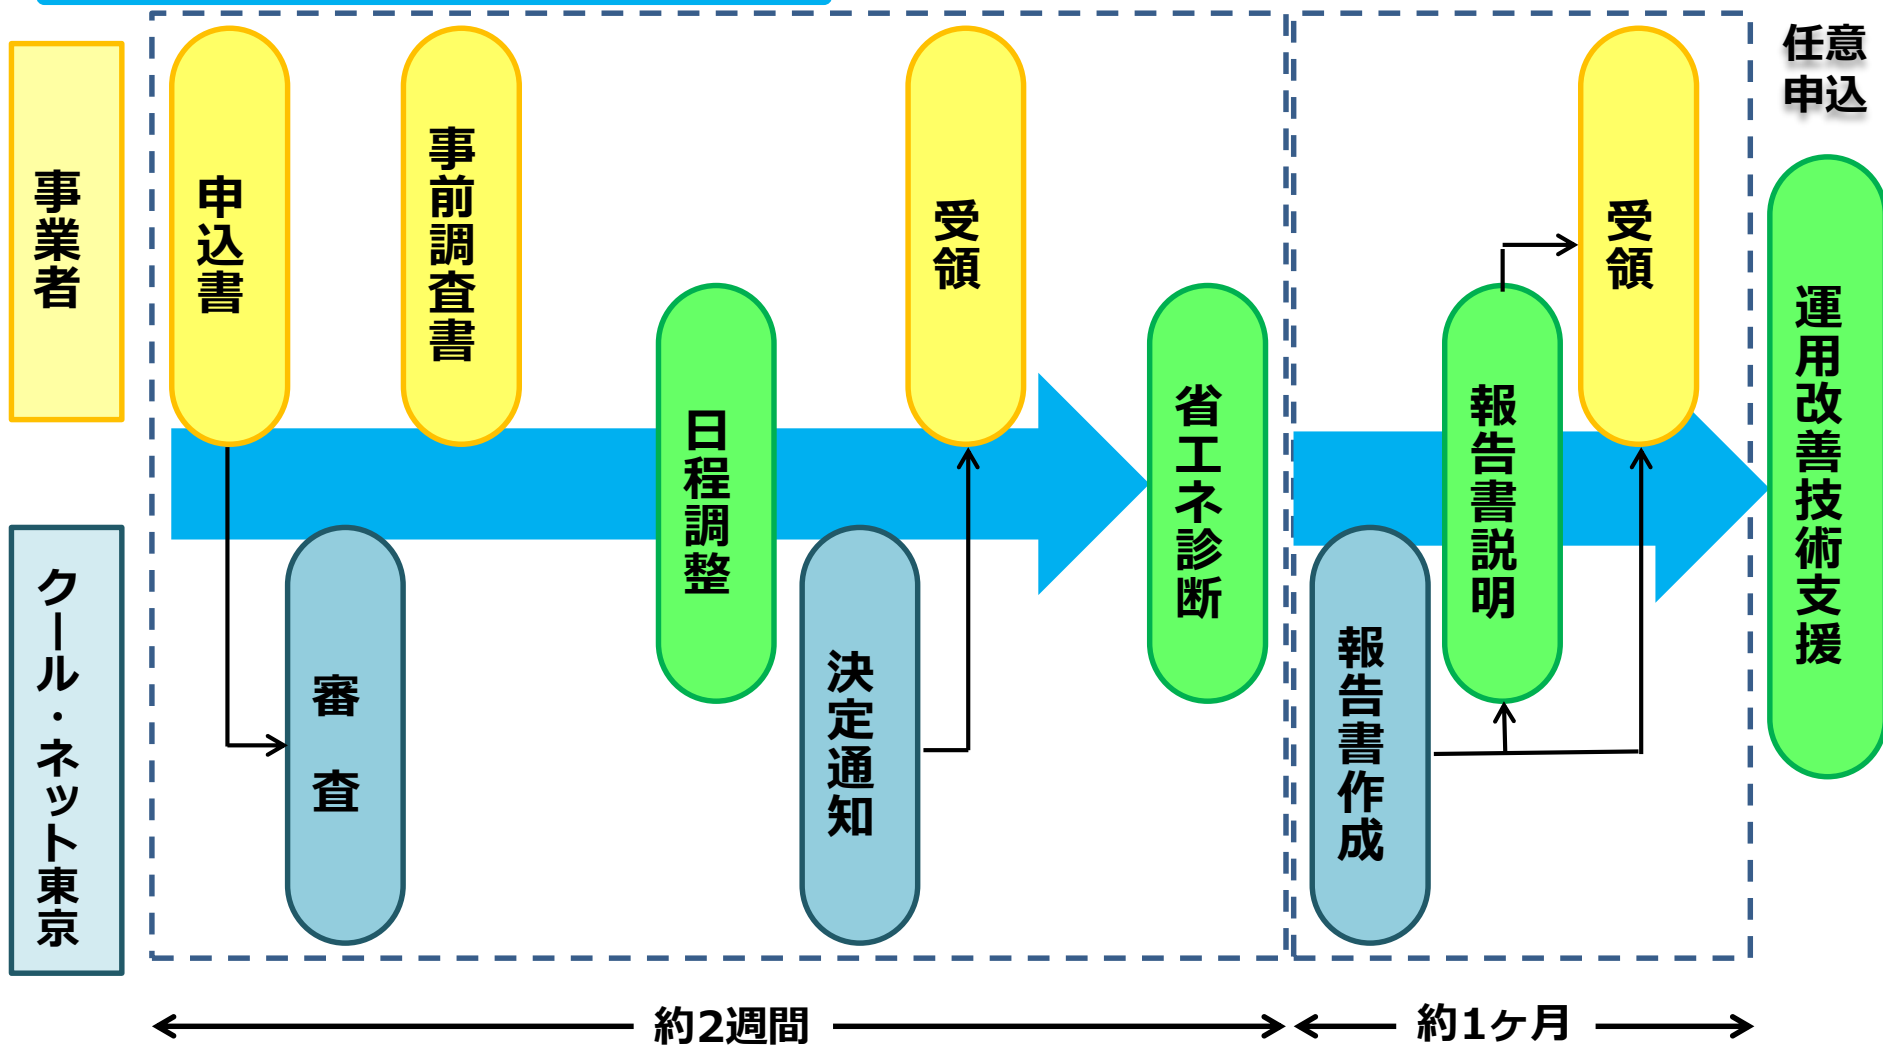 事業者
クール・ネット東京
申込書
審査
事前調査書
日程調整
決定通知
受領
省エネ診断
報告書作成
報告書説明
受領
任意
申込
運用改善技術支援
約2週間
約1ヶ月